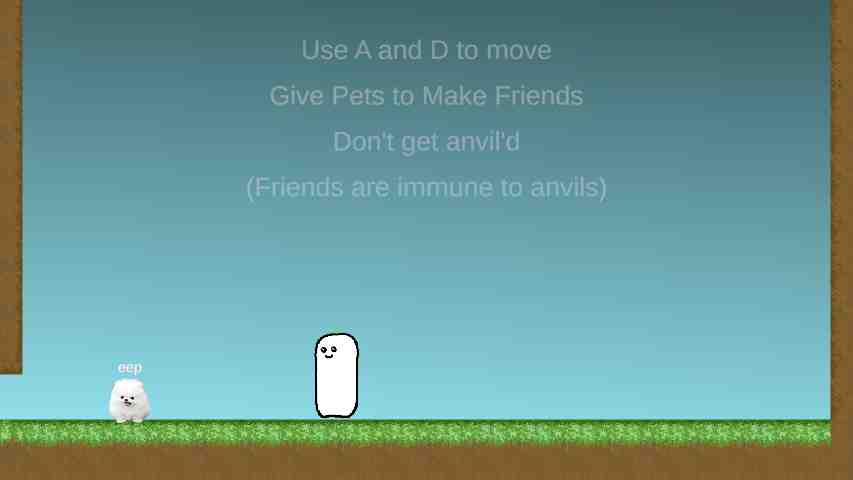 Use A and D to move
Give Pets to Make Friends
Don't get anvil'd
(Friends are immune to anvils)
eep